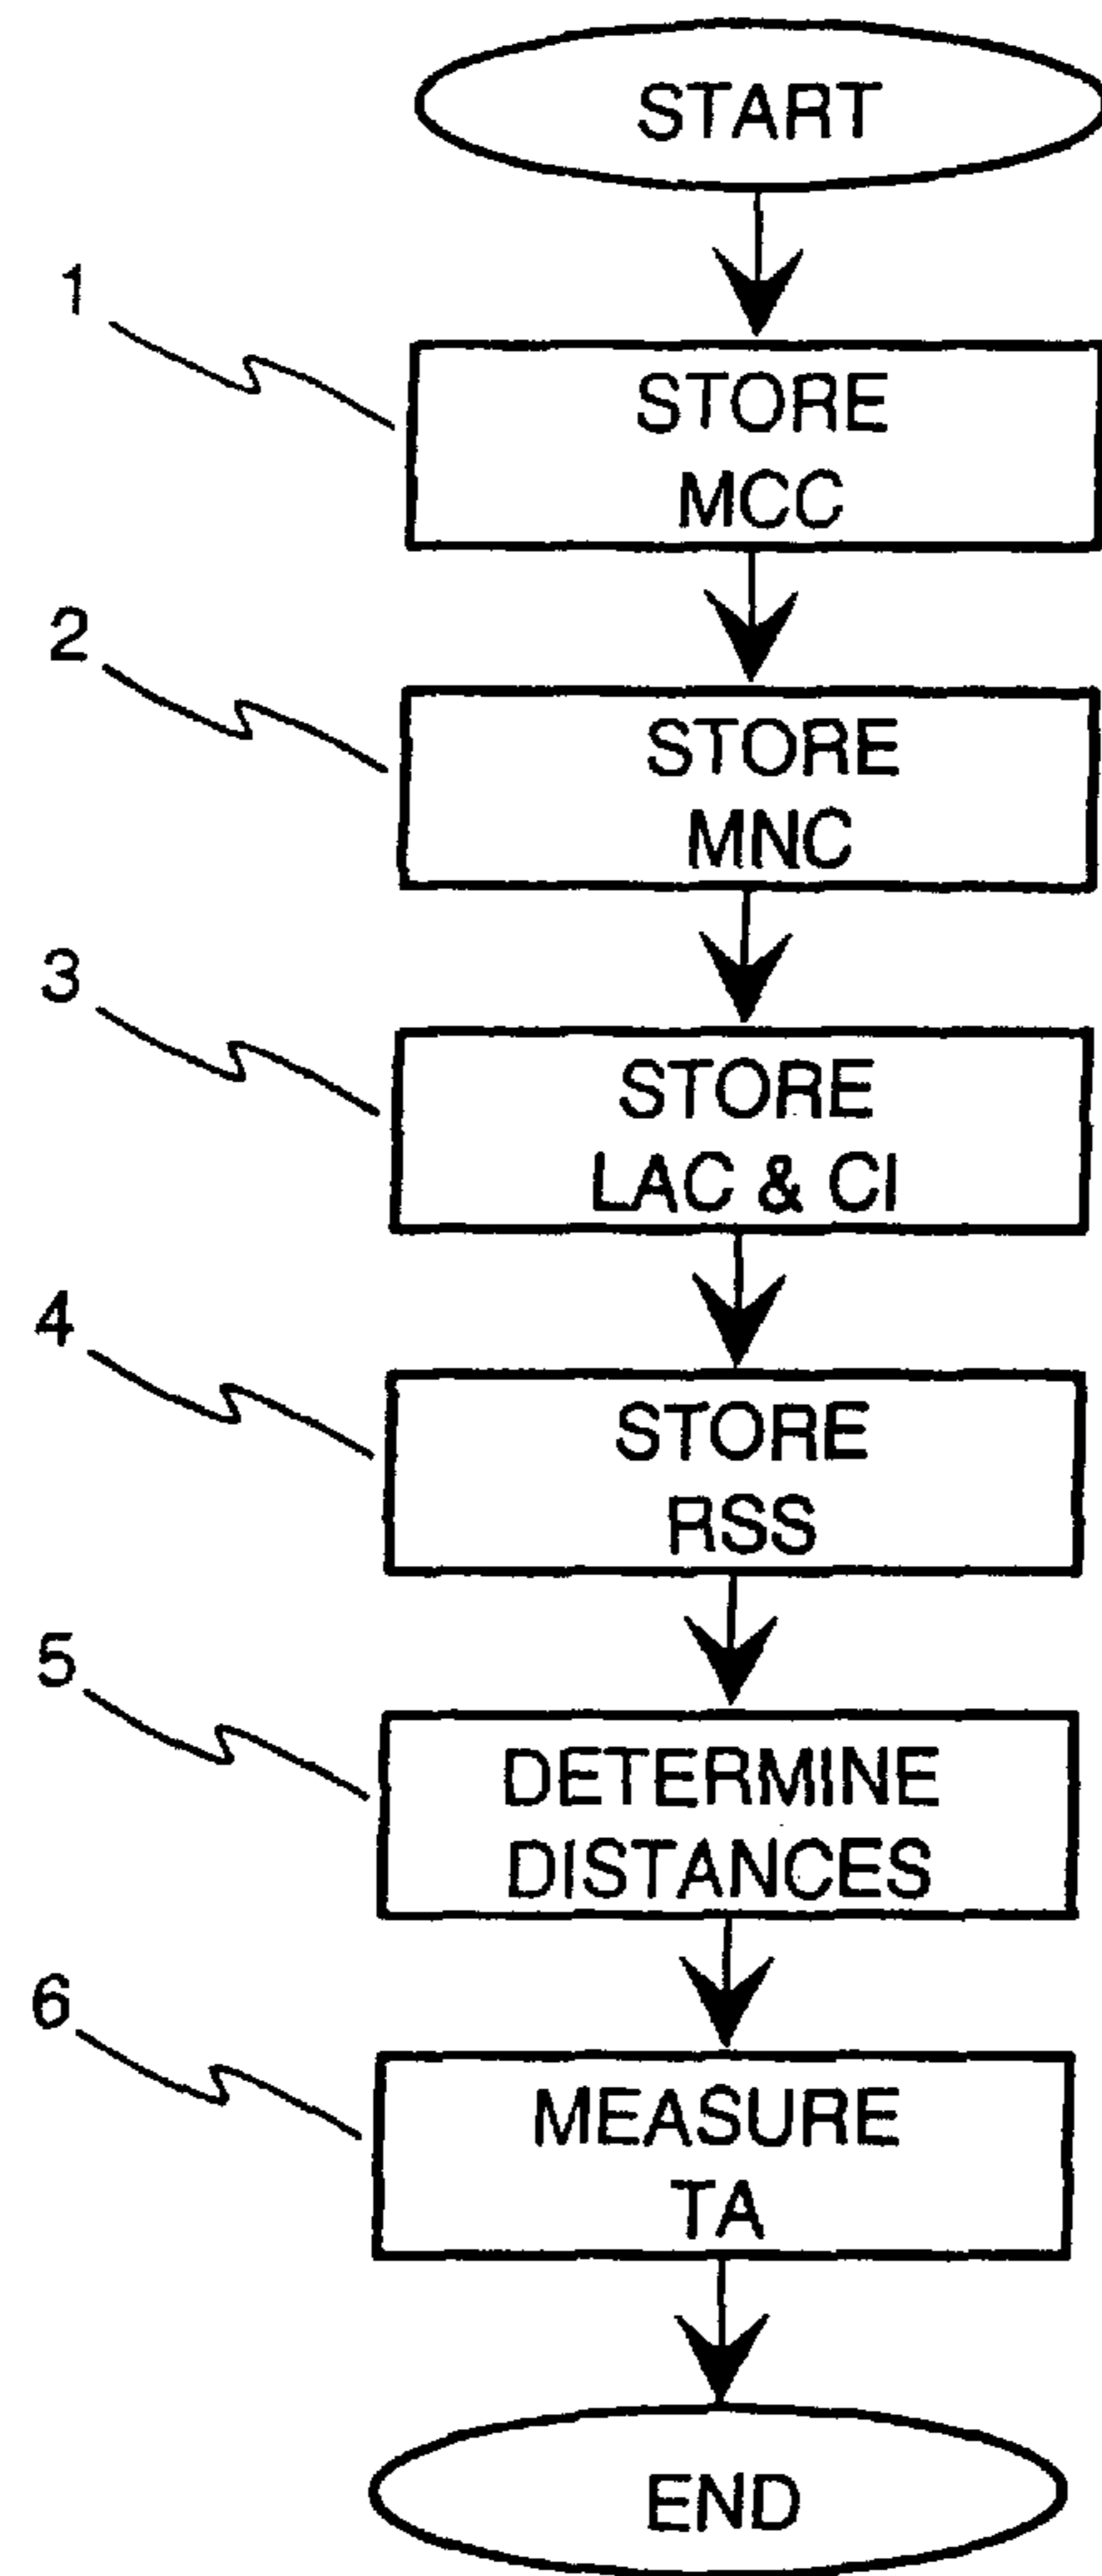 START
1
STORE
MCC
2
STORE
MNC
3
STORE
LAC & CI
4
STORE
RSS
5
DETERMINE
DISTANCES
6
MEASURE
TA
END